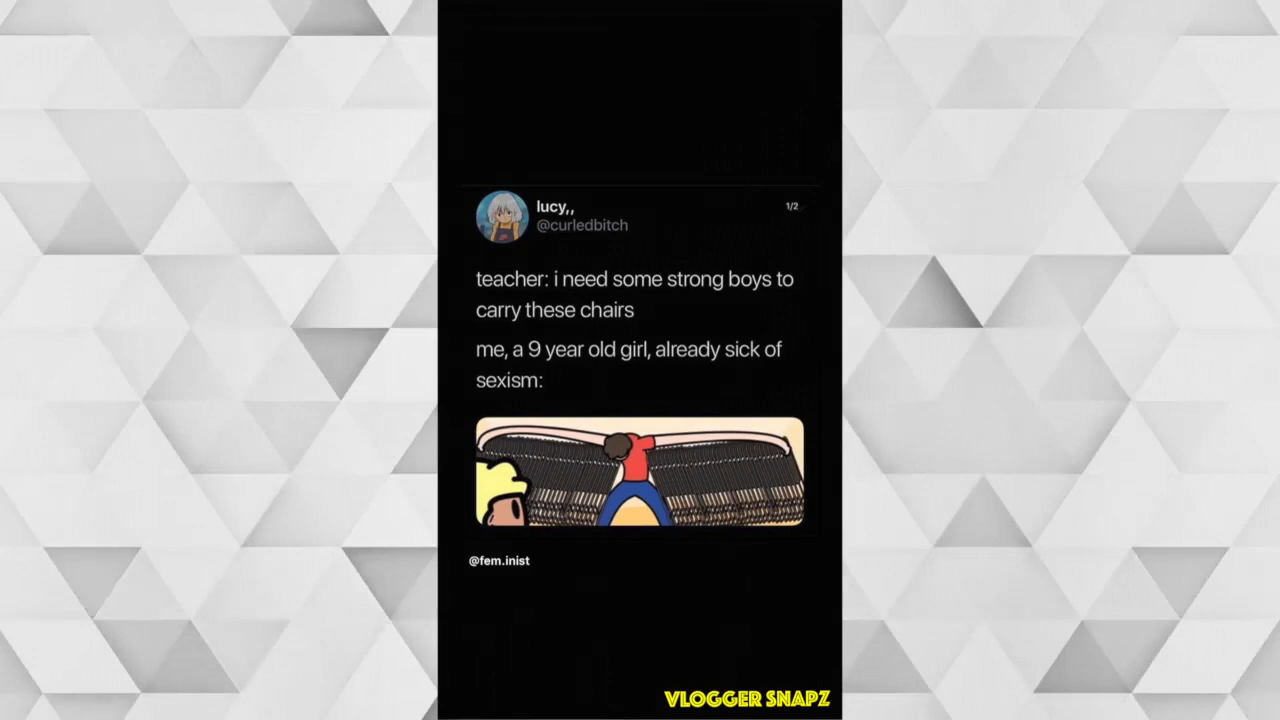 lucy,,
1/2
@curledbitch
teacher: i need some strong boys to
carry these chairs
me, a 9 year old girl, already sick of
sexism:
@fem.inist
VLOGGER SNAPZ